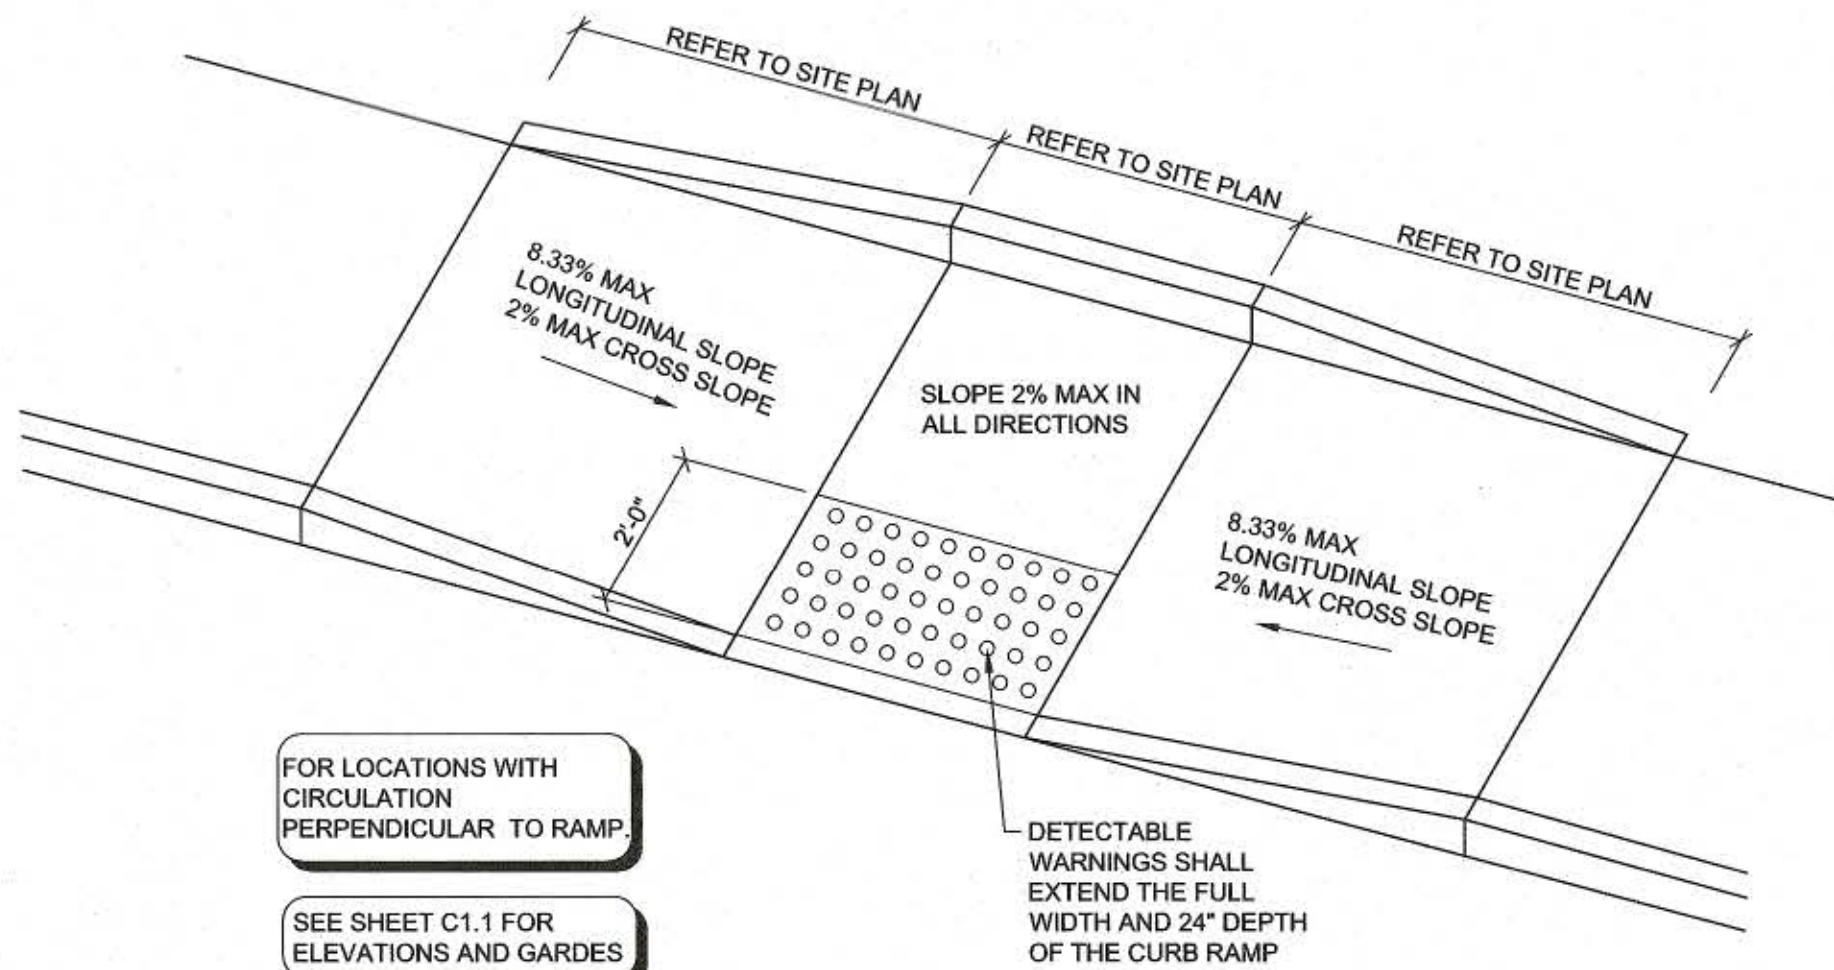 REFER TO SITE PLAN
REFER TO SITE PLAN
REFER TO SITE PLAN
8.33% MAX
LONGITUDINAL SLOPE
2% MAX CROSS SLOPE
SLOPE 2% MAX IN
ALL DIRECTIONS
2'-0"
8.33% MAX
LONGITUDINAL SLOPE
2% MAX CROSS SLOPE
FOR LOCATIONS WITH
CIRCULATION
PERPENDICULAR TO RAMP.
SEE SHEET C1.1 FOR
ELEVATIONS AND GARDES
DETECTABLE
WARNINGS SHALL
EXTEND THE FULL
WIDTH AND 24" DEPTH
OF THE CURB RAMP